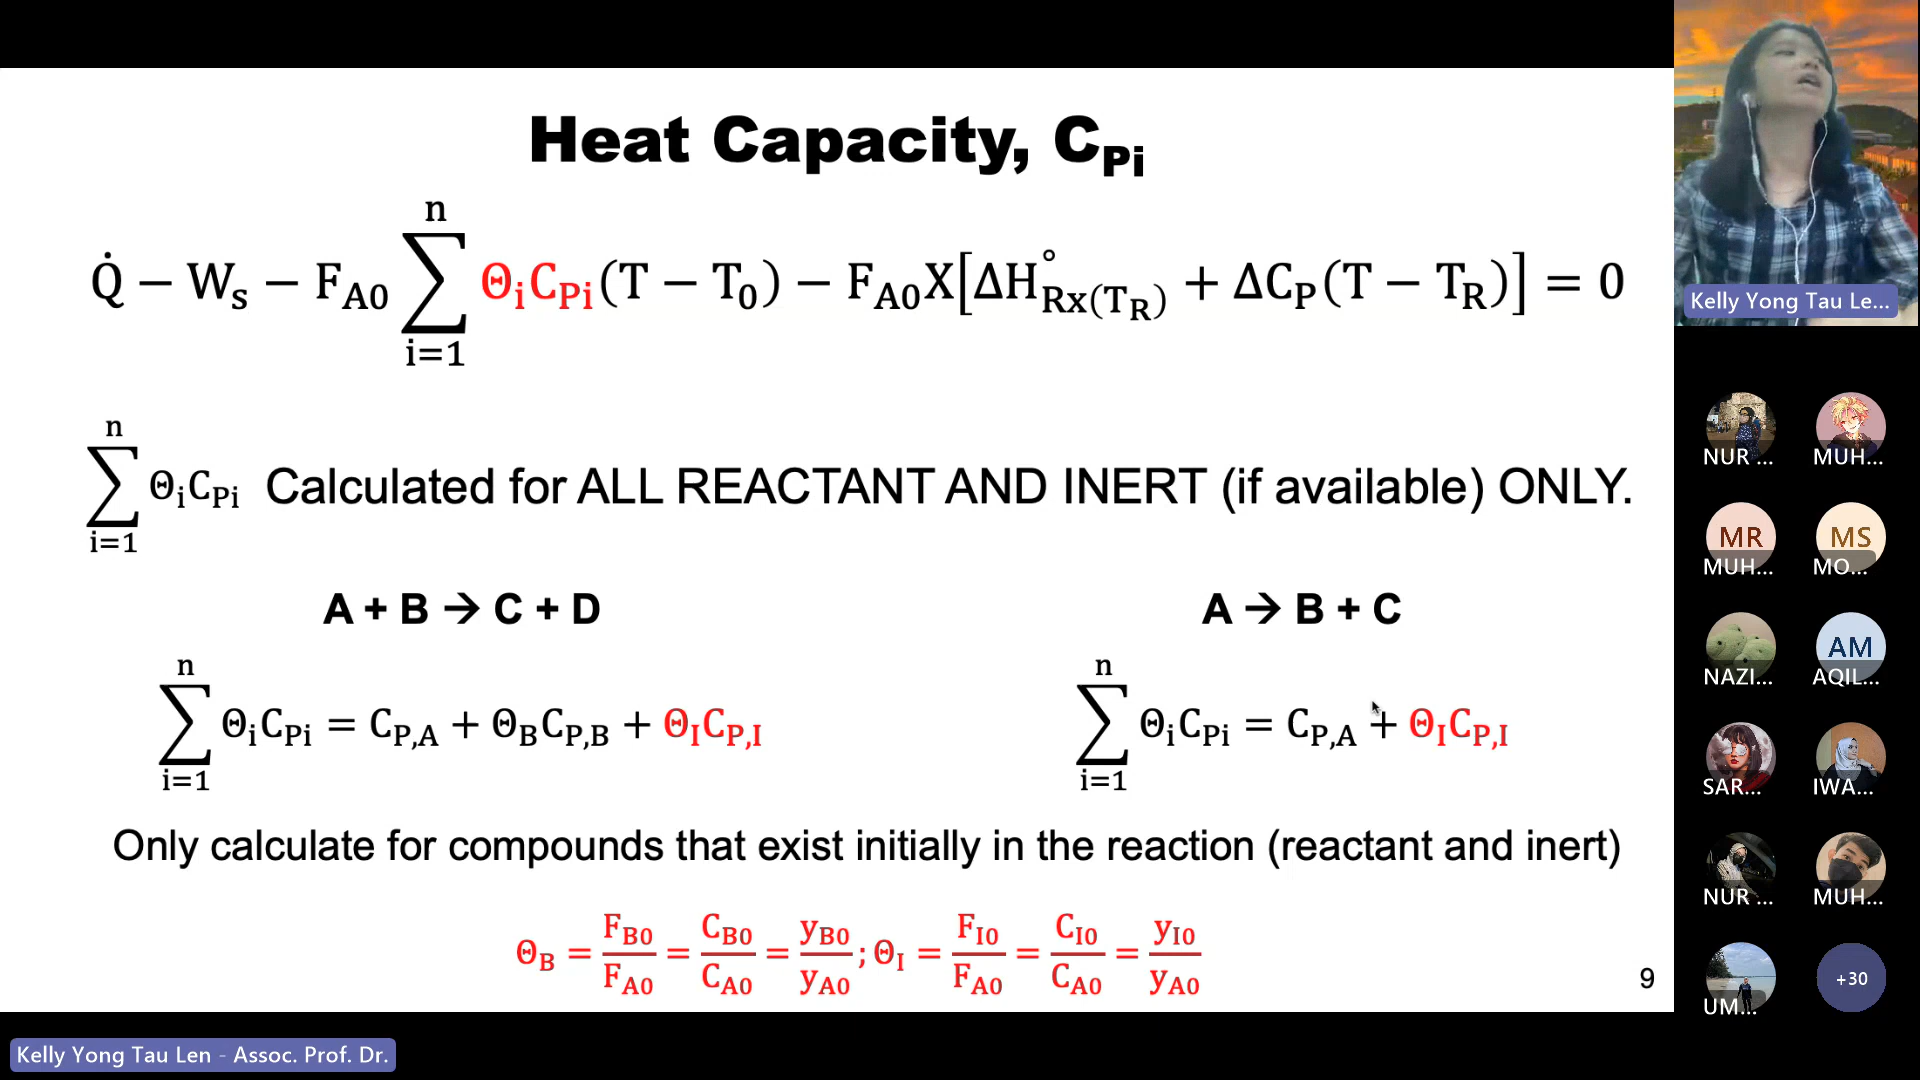 Heat Capacity, C_Pi
Q̇ − W_s − F_A0 ∑_{i=1}^{n} Θ_i C_Pi (T − T_0) − F_A0 X[ΔH°_Rx(T_R) + ΔC_P (T − T_R)] = 0
∑_{i=1}^{n} Θ_i C_Pi Calculated for ALL REACTANT AND INERT (if available) ONLY.
A + B → C + D
A → B + C
∑_{i=1}^{n} Θ_i C_Pi = C_P,A + Θ_B C_P,B + Θ_I C_P,I
∑_{i=1}^{n} Θ_i C_Pi = C_P,A + Θ_I C_P,I
Only calculate for compounds that exist initially in the reaction (reactant and inert)
Θ_B = F_B0/F_A0 = C_B0/C_A0 = y_B0/y_A0 ; Θ_I = F_I0/F_A0 = C_I0/C_A0 = y_I0/y_A0
9
Kelly Yong Tau Len - Assoc. Prof. Dr.
Kelly Yong Tau Le...
NUR ...
MUH...
MR
MUH...
MS
MO...
NAZI...
AM
AQIL...
SAR...
IWA...
NUR ...
MUH...
UM...
+30